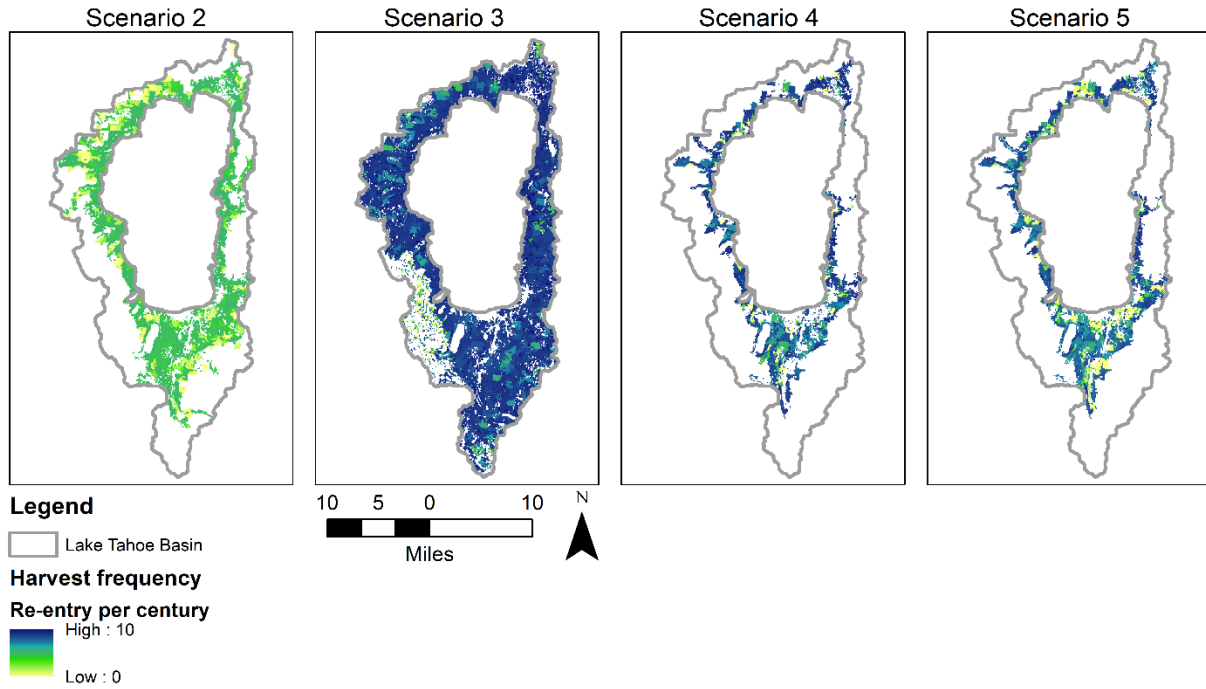 Scenario 2
Scenario 3
Scenario 4
Scenario 5
Legend
Lake Tahoe Basin
Harvest frequency
Re-entry per century
High : 10
Low : 0
10 5 0 10
Miles
N